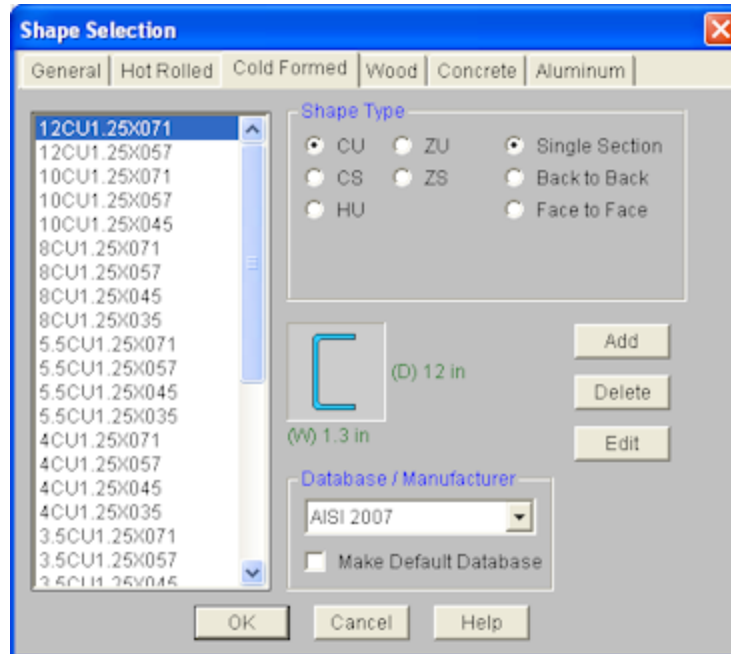 Shape Selection
General Hot Rolled Cold Formed Wood Concrete Aluminum
12CU1.25X071
12CU1.25X057
10CU1.25X071
10CU1.25X057
10CU1.25X045
8CU1.25X071
8CU1.25X057
8CU1.25X045
8CU1.25X035
5.5CU1.25X071
5.5CU1.25X057
5.5CU1.25X045
5.5CU1.25X035
4CU1.25X071
4CU1.25X057
4CU1.25X045
4CU1.25X035
3.5CU1.25X071
3.5CU1.25X057
3.5CU1.25X045
Shape Type
CU ZU Single Section
CS ZS Back to Back
HU Face to Face
(D) 12 in
(W) 1.3 in
Add
Delete
Edit
Database / Manufacturer
AISI 2007
Make Default Database
OK Cancel Help